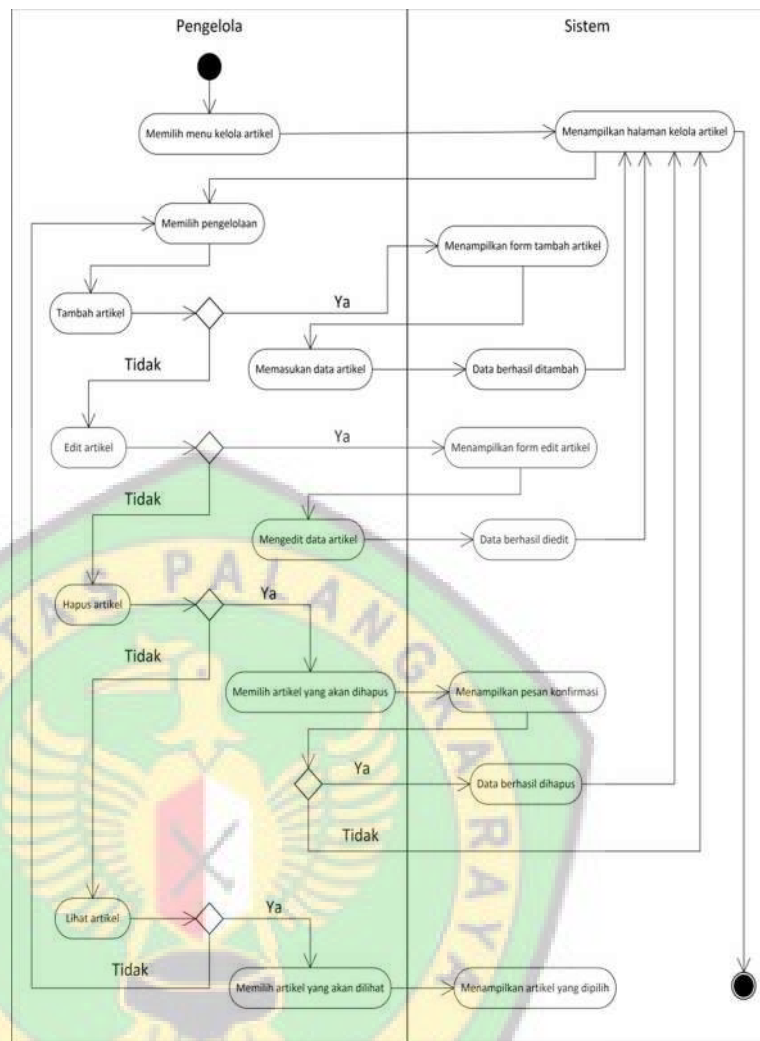 Pengelola
Sistem
Memilih menu kelola artikel
Menampilkan halaman kelola artikel
Memilih pengelolaan
Menampilkan form tambah artikel
Tambah artikel
Ya
Tidak
Memasukan data artikel
Data berhasil ditambah
Edit artikel
Ya
Menampilkan form edit artikel
Tidak
Mengedit data artikel
Data berhasil diedit
Hapus artikel
Ya
Tidak
Memilih artikel yang akan dihapus
Menampilkan pesan konfirmasi
Ya
Data berhasil dihapus
Tidak
Lihat artikel
Ya
Tidak
Memilih artikel yang akan dilihat
Menampilkan artikel yang dipilih
TAS PALANGKA RAYA